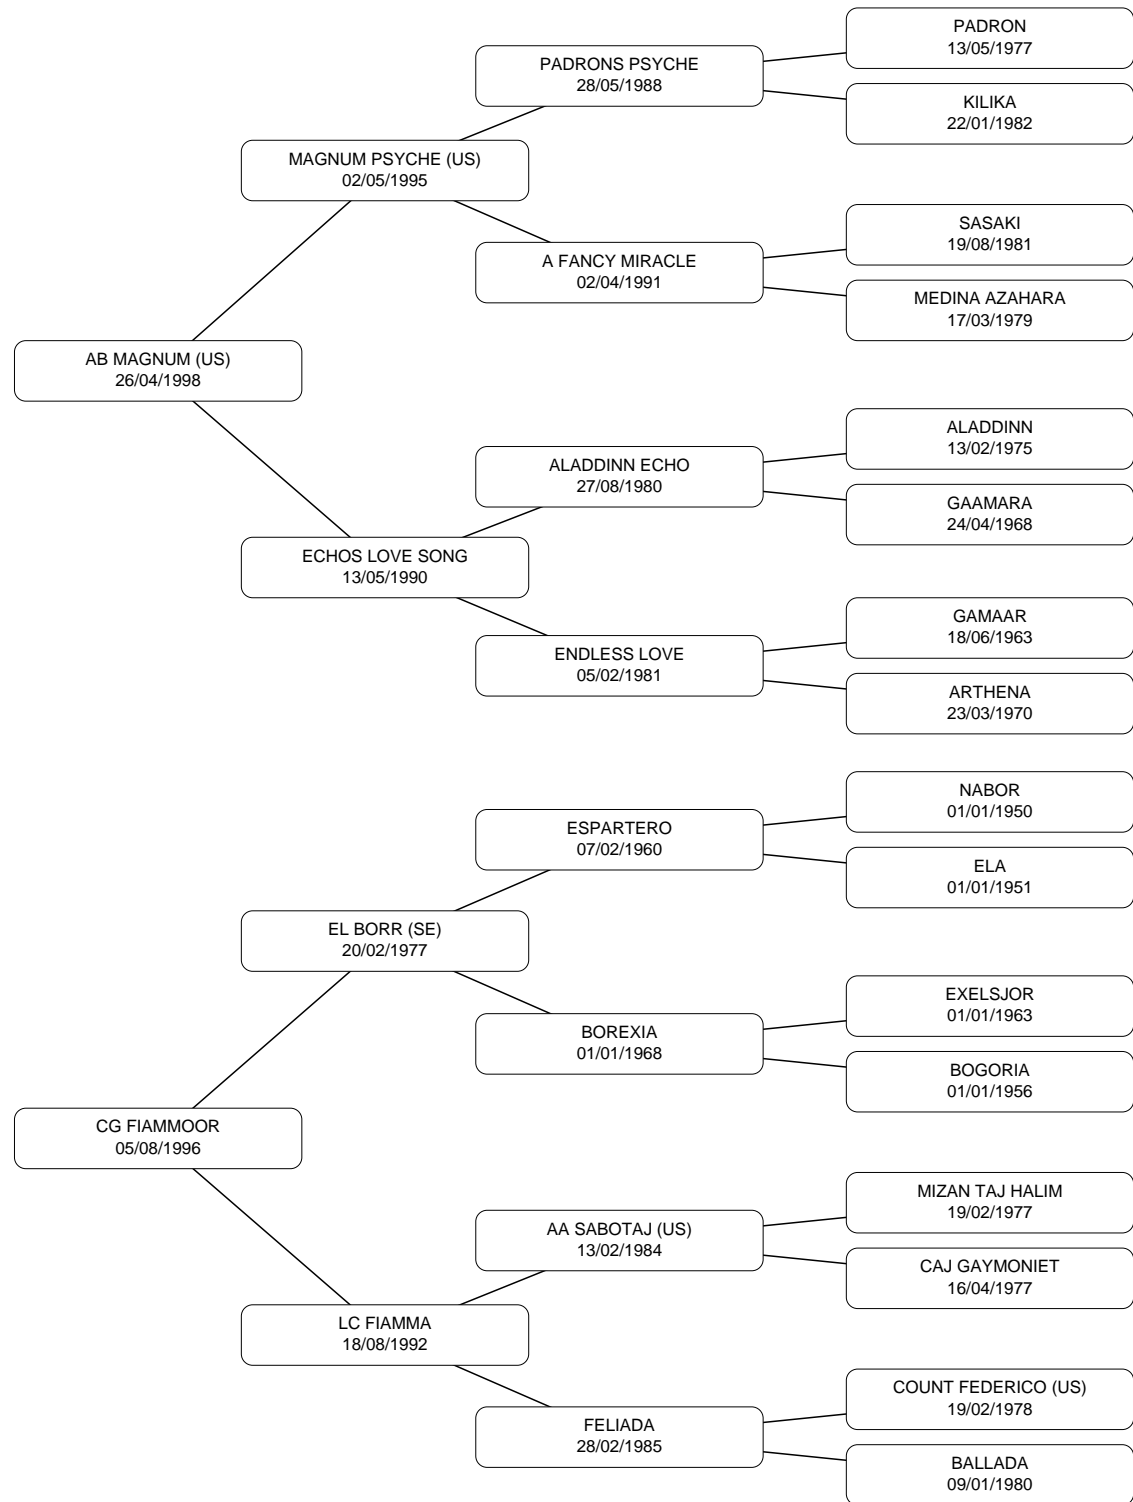 PADRON
13/05/1977
PADRONS PSYCHE
28/05/1988
KILIKA
22/01/1982
MAGNUM PSYCHE (US)
02/05/1995
SASAKI
19/08/1981
A FANCY MIRACLE
02/04/1991
MEDINA AZAHARA
17/03/1979
AB MAGNUM (US)
26/04/1998
ALADDINN
13/02/1975
ALADDINN ECHO
27/08/1980
GAAMARA
24/04/1968
ECHOS LOVE SONG
13/05/1990
GAMAAR
18/06/1963
ENDLESS LOVE
05/02/1981
ARTHENA
23/03/1970
NABOR
01/01/1950
ESPARTERO
07/02/1960
ELA
01/01/1951
EL BORR (SE)
20/02/1977
EXELSJOR
01/01/1963
BOREXIA
01/01/1968
BOGORIA
01/01/1956
CG FIAMMOOR
05/08/1996
MIZAN TAJ HALIM
19/02/1977
AA SABOTAJ (US)
13/02/1984
CAJ GAYMONIET
16/04/1977
LC FIAMMA
18/08/1992
COUNT FEDERICO (US)
19/02/1978
FELIADA
28/02/1985
BALLADA
09/01/1980